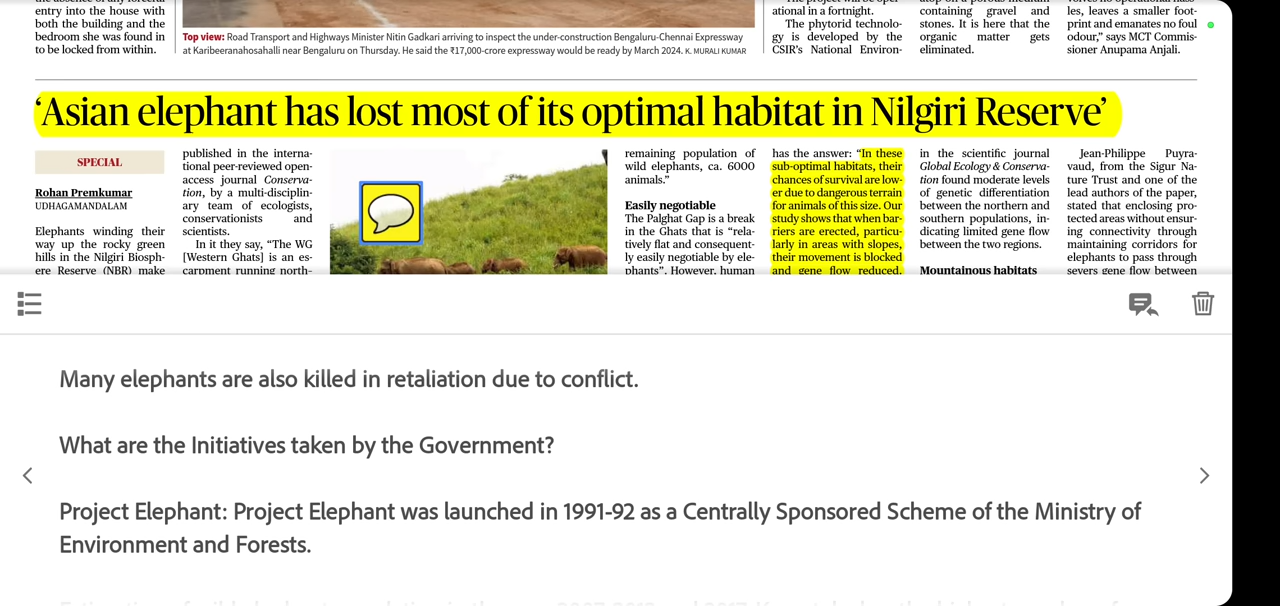 entry into the house with
both the building and the
bedroom she was found in
to be locked from within.
Top view: Road Transport and Highways Minister Nitin Gadkari arriving to inspect the under-construction Bengaluru-Chennai Expressway
at Karibeeranahosahalli near Bengaluru on Thursday. He said the ₹17,000-crore expressway would be ready by March 2024. K. MURALI KUMAR
ational in a fortnight.
The phytorid technolo-
gy is developed by the
CSIR's National Environ-
containing gravel and
stones. It is here that the
organic matter gets
eliminated.
les, leaves a smaller foot-
print and emanates no foul
odour,” says MCT Commis-
sioner Anupama Anjali.
‘Asian elephant has lost most of its optimal habitat in Nilgiri Reserve’
SPECIAL
Rohan Premkumar
UDHAGAMANDALAM
Elephants winding their
way up the rocky green
hills in the Nilgiri Biosph-
ere Reserve (NBR) make
published in the interna-
tional peer-reviewed open-
access journal Conserva-
tion, by a multi-disciplin-
ary team of ecologists,
conservationists and
scientists.
In it they say, “The WG
[Western Ghats] is an es-
carpment running north-
remaining population of
wild elephants, ca. 6000
animals.”
Easily negotiable
The Palghat Gap is a break
in the Ghats that is “rela-
tively flat and consequent-
ly easily negotiable by ele-
phants”. However, human
has the answer: “In these
sub-optimal habitats, their
chances of survival are low-
er due to dangerous terrain
for animals of this size. Our
study shows that when bar-
riers are erected, particu-
larly in areas with slopes,
their movement is blocked
and gene flow reduced.
in the scientific journal
Global Ecology & Conserva-
tion found moderate levels
of genetic differentiation
between the northern and
southern populations, in-
dicating limited gene flow
between the two regions.
Mountainous habitats
Jean-Philippe Puyra-
vaud, from the Sigur Na-
ture Trust and one of the
lead authors of the paper,
stated that enclosing pro-
tected areas without ensur-
ing connectivity through
maintaining corridors for
elephants to pass through
severs gene flow between
Many elephants are also killed in retaliation due to conflict.
What are the Initiatives taken by the Government?
Project Elephant: Project Elephant was launched in 1991-92 as a Centrally Sponsored Scheme of the Ministry of
Environment and Forests.